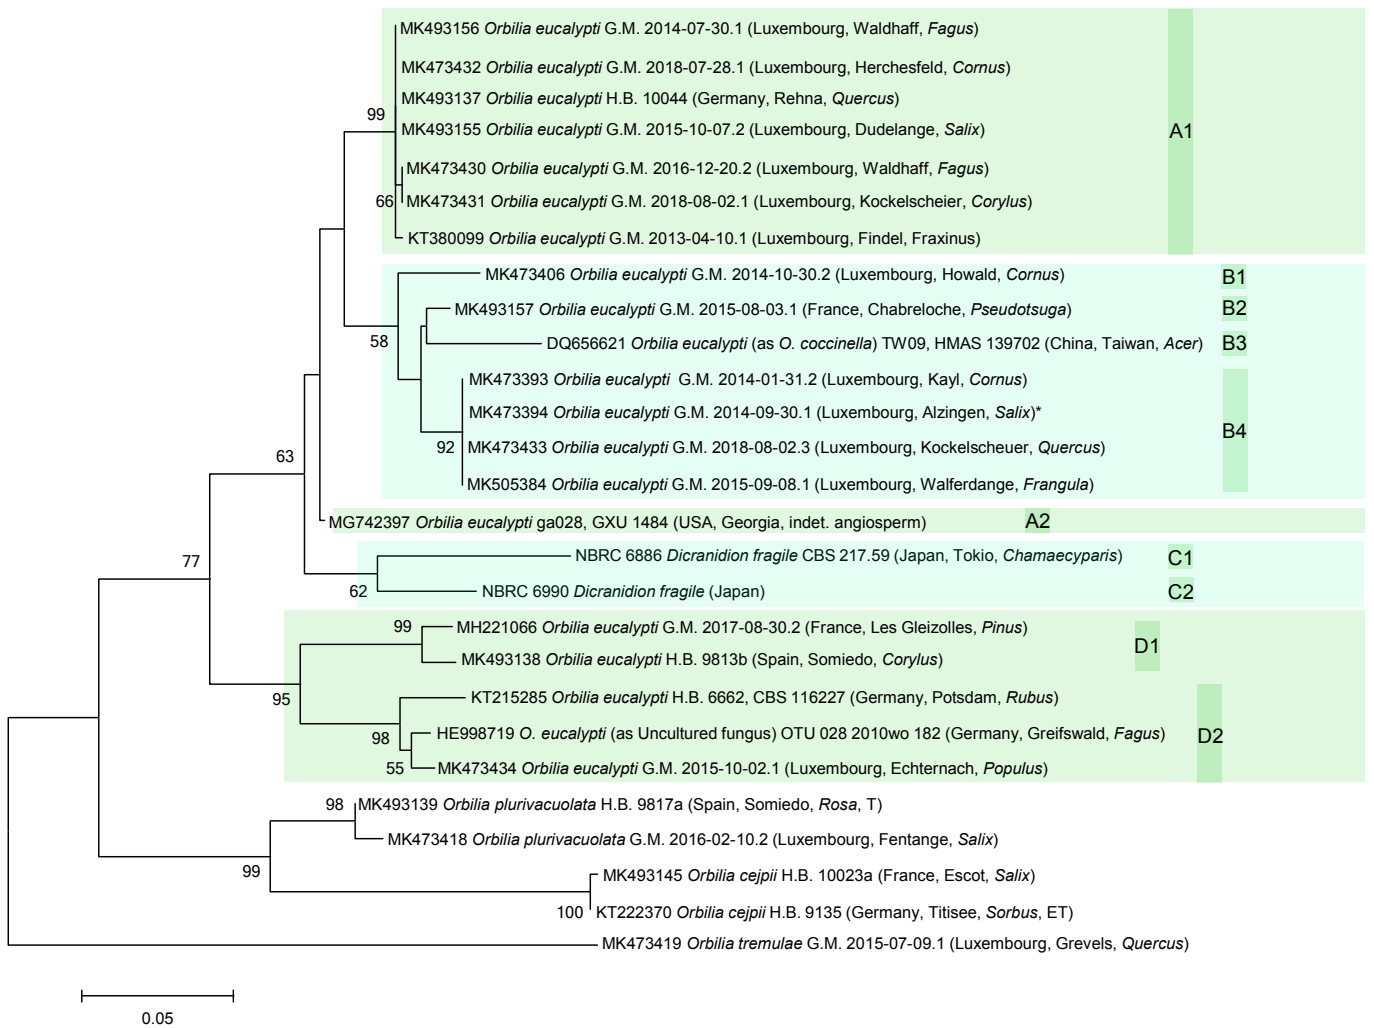 MK493156 Orbilia eucalypti G.M. 2014-07-30.1 (Luxembourg, Waldhaff, Fagus)
MK473432 Orbilia eucalypti G.M. 2018-07-28.1 (Luxembourg, Herchesfeld, Cornus)
MK493137 Orbilia eucalypti H.B. 10044 (Germany, Rehna, Quercus)
99
MK493155 Orbilia eucalypti G.M. 2015-10-07.2 (Luxembourg, Dudelange, Salix)
A1
MK473430 Orbilia eucalypti G.M. 2016-12-20.2 (Luxembourg, Waldhaff, Fagus)
66
MK473431 Orbilia eucalypti G.M. 2018-08-02.1 (Luxembourg, Kockelscheier, Corylus)
KT380099 Orbilia eucalypti G.M. 2013-04-10.1 (Luxembourg, Findel, Fraxinus)
MK473406 Orbilia eucalypti G.M. 2014-10-30.2 (Luxembourg, Howald, Cornus)
B1
MK493157 Orbilia eucalypti G.M. 2015-08-03.1 (France, Chabreloche, Pseudotsuga)
B2
58
DQ656621 Orbilia eucalypti (as O. coccinella) TW09, HMAS 139702 (China, Taiwan, Acer)
B3
MK473393 Orbilia eucalypti G.M. 2014-01-31.2 (Luxembourg, Kayl, Cornus)
MK473394 Orbilia eucalypti G.M. 2014-09-30.1 (Luxembourg, Alzingen, Salix)*
B4
92
MK473433 Orbilia eucalypti G.M. 2018-08-02.3 (Luxembourg, Kockelscheuer, Quercus)
63
MK505384 Orbilia eucalypti G.M. 2015-09-08.1 (Luxembourg, Walferdange, Frangula)
MG742397 Orbilia eucalypti ga028, GXU 1484 (USA, Georgia, indet. angiosperm)
A2
77
NBRC 6886 Dicranidion fragile CBS 217.59 (Japan, Tokio, Chamaecyparis)
C1
62
NBRC 6990 Dicranidion fragile (Japan)
C2
99
MH221066 Orbilia eucalypti G.M. 2017-08-30.2 (France, Les Gleizolles, Pinus)
D1
MK493138 Orbilia eucalypti H.B. 9813b (Spain, Somiedo, Corylus)
95
KT215285 Orbilia eucalypti H.B. 6662, CBS 116227 (Germany, Potsdam, Rubus)
98
HE998719 O. eucalypti (as Uncultured fungus) OTU 028 2010wo 182 (Germany, Greifswald, Fagus)
D2
55
MK473434 Orbilia eucalypti G.M. 2015-10-02.1 (Luxembourg, Echternach, Populus)
98
MK493139 Orbilia plurivacuolata H.B. 9817a (Spain, Somiedo, Rosa, T)
MK473418 Orbilia plurivacuolata G.M. 2016-02-10.2 (Luxembourg, Fentange, Salix)
99
MK493145 Orbilia cejpii H.B. 10023a (France, Escot, Salix)
100
KT222370 Orbilia cejpii H.B. 9135 (Germany, Titisee, Sorbus, ET)
MK473419 Orbilia tremulae G.M. 2015-07-09.1 (Luxembourg, Grevels, Quercus)
0.05